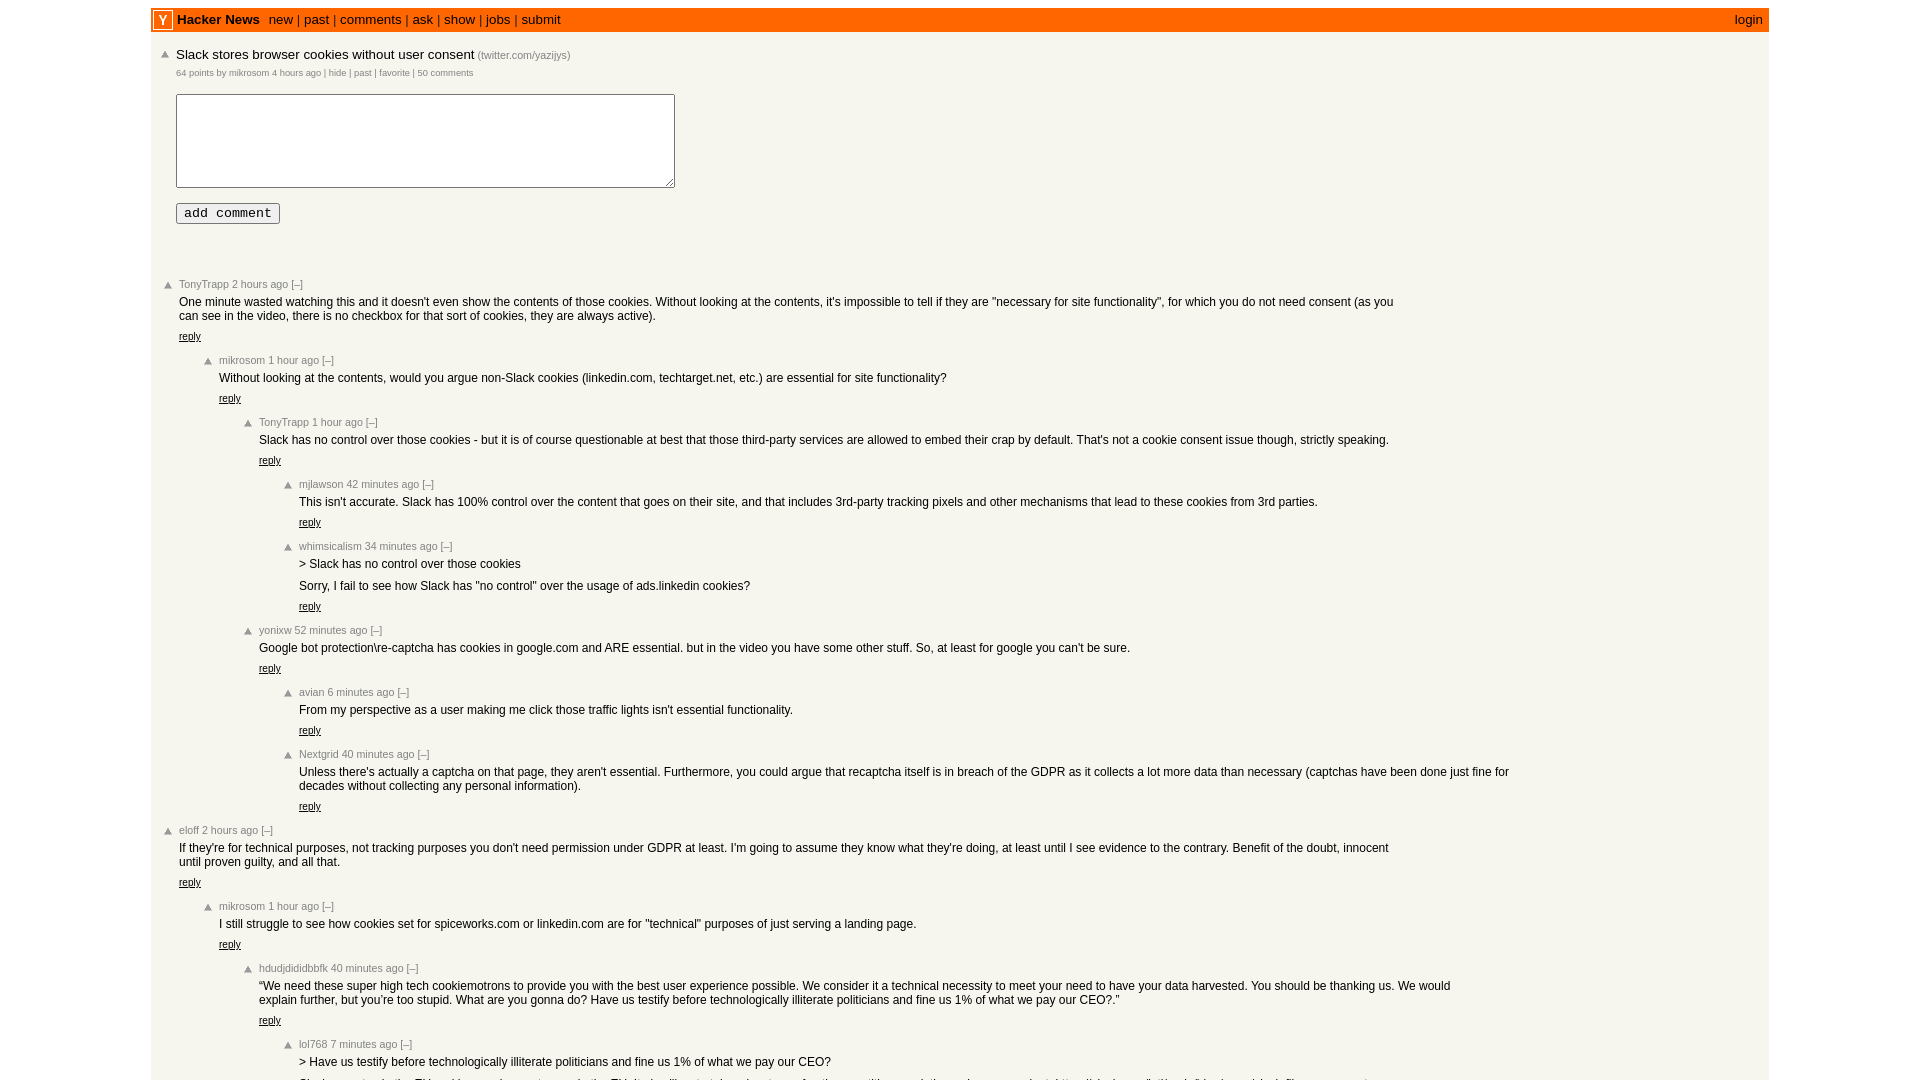 Y Hacker News new | past | comments | ask | show | jobs | submit login
Slack stores browser cookies without user consent (twitter.com/yazijys)
64 points by mikrosom 4 hours ago | hide | past | favorite | 50 comments
add comment
TonyTrapp 2 hours ago [–]
One minute wasted watching this and it doesn't even show the contents of those cookies. Without looking at the contents, it's impossible to tell if they are "necessary for site functionality", for which you do not need consent (as you
can see in the video, there is no checkbox for that sort of cookies, they are always active).
reply
mikrosom 1 hour ago [–]
Without looking at the contents, would you argue non-Slack cookies (linkedin.com, techtarget.net, etc.) are essential for site functionality?
reply
TonyTrapp 1 hour ago [–]
Slack has no control over those cookies - but it is of course questionable at best that those third-party services are allowed to embed their crap by default. That's not a cookie consent issue though, strictly speaking.
reply
mjlawson 42 minutes ago [–]
This isn't accurate. Slack has 100% control over the content that goes on their site, and that includes 3rd-party tracking pixels and other mechanisms that lead to these cookies from 3rd parties.
reply
whimsicalism 34 minutes ago [–]
> Slack has no control over those cookies
Sorry, I fail to see how Slack has "no control" over the usage of ads.linkedin cookies?
reply
yonixw 52 minutes ago [–]
Google bot protection\re-captcha has cookies in google.com and ARE essential. but in the video you have some other stuff. So, at least for google you can't be sure.
reply
avian 6 minutes ago [–]
From my perspective as a user making me click those traffic lights isn't essential functionality.
reply
Nextgrid 40 minutes ago [–]
Unless there's actually a captcha on that page, they aren't essential. Furthermore, you could argue that recaptcha itself is in breach of the GDPR as it collects a lot more data than necessary (captchas have been done just fine for
decades without collecting any personal information).
reply
eloff 2 hours ago [–]
If they're for technical purposes, not tracking purposes you don't need permission under GDPR at least. I'm going to assume they know what they're doing, at least until I see evidence to the contrary. Benefit of the doubt, innocent
until proven guilty, and all that.
reply
mikrosom 1 hour ago [–]
I still struggle to see how cookies set for spiceworks.com or linkedin.com are for "technical" purposes of just serving a landing page.
reply
hdudjdididbbfk 40 minutes ago [–]
“We need these super high tech cookiemotrons to provide you with the best user experience possible. We consider it a technical necessity to meet your need to have your data harvested. You should be thanking us. We would
explain further, but you’re too stupid. What are you gonna do? Have us testify before technologically illiterate politicians and fine us 1% of what we pay our CEO?.”
reply
lol768 7 minutes ago [–]
> Have us testify before technologically illiterate politicians and fine us 1% of what we pay our CEO?